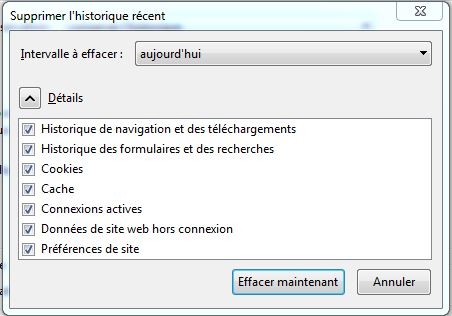 Supprimer l'historique récent
Intervalle à effacer : aujourd'hui
Détails
Historique de navigation et des téléchargements
Historique des formulaires et des recherches
Cookies
Cache
Connexions actives
Données de site web hors connexion
Préférences de site
Effacer maintenant Annuler